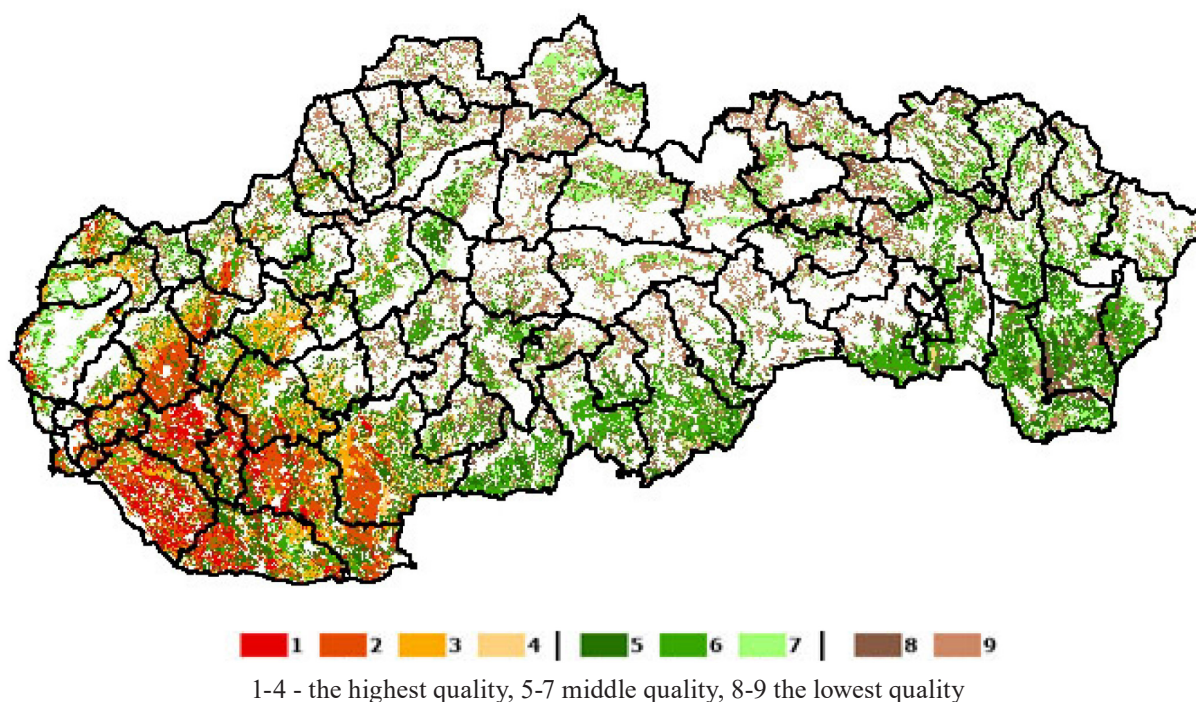 1 2 3 4 | 5 6 7 | 8 9
1-4 - the highest quality, 5-7 middle quality, 8-9 the lowest quality